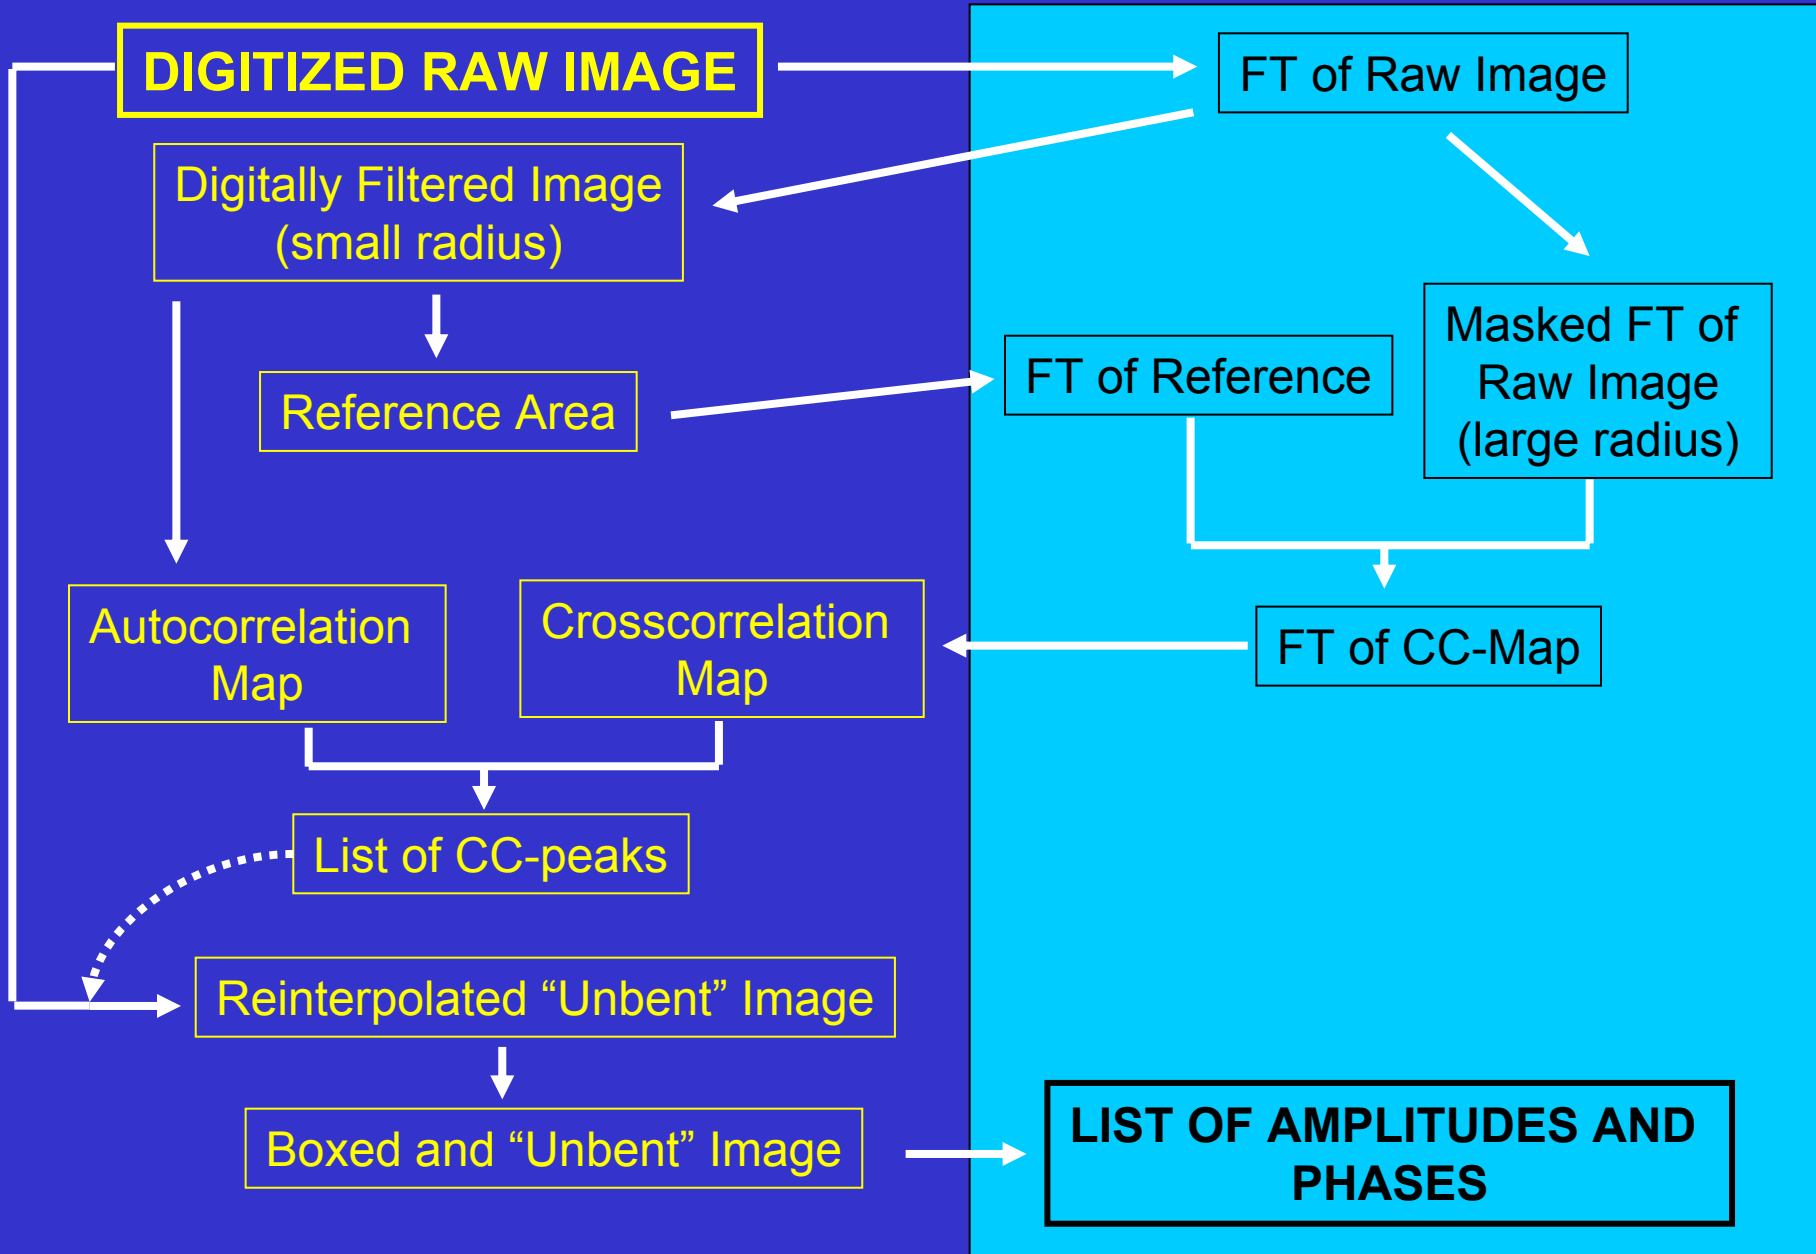 DIGITIZED RAW IMAGE
FT of Raw Image
Digitally Filtered Image
(small radius)
Masked FT of
Raw Image
(large radius)
FT of Reference
Reference Area
Autocorrelation
Map
Crosscorrelation
Map
FT of CC-Map
List of CC-peaks
Reinterpolated “Unbent” Image
Boxed and “Unbent” Image
LIST OF AMPLITUDES AND
PHASES